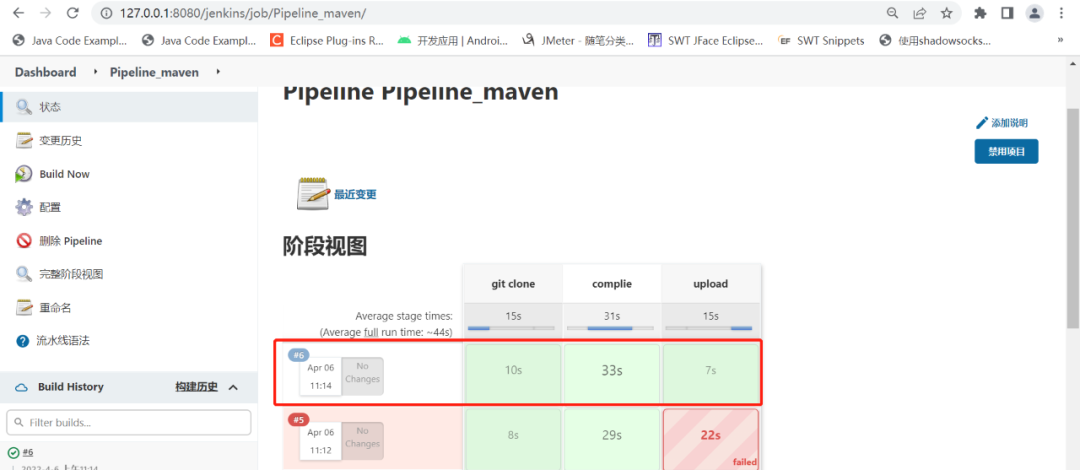 127.0.0.1:8080/jenkins/job/Pipeline_maven/
Java Code Exampl...
Java Code Exampl...
Eclipse Plug-ins R...
开发应用 | Androi...
JMeter - 随笔分类...
SWT JFace Eclipse...
SWT Snippets
使用shadowsocks...
»
Dashboard
Pipeline_maven
状态
变更历史
Build Now
配置
删除 Pipeline
完整阶段视图
重命名
流水线语法
Build History
构建历史
Filter builds...
#6
2022-4-6 上午11:14
Pipeline Pipeline_maven
添加说明
禁用项目
最近变更
阶段视图
git clone
complie
upload
Average stage times:
15s
31s
15s
(Average full run time: ~44s)
#6
Apr 06
11:14
No
Changes
10s
33s
7s
#5
Apr 06
11:12
No
Changes
8s
29s
22s
failed